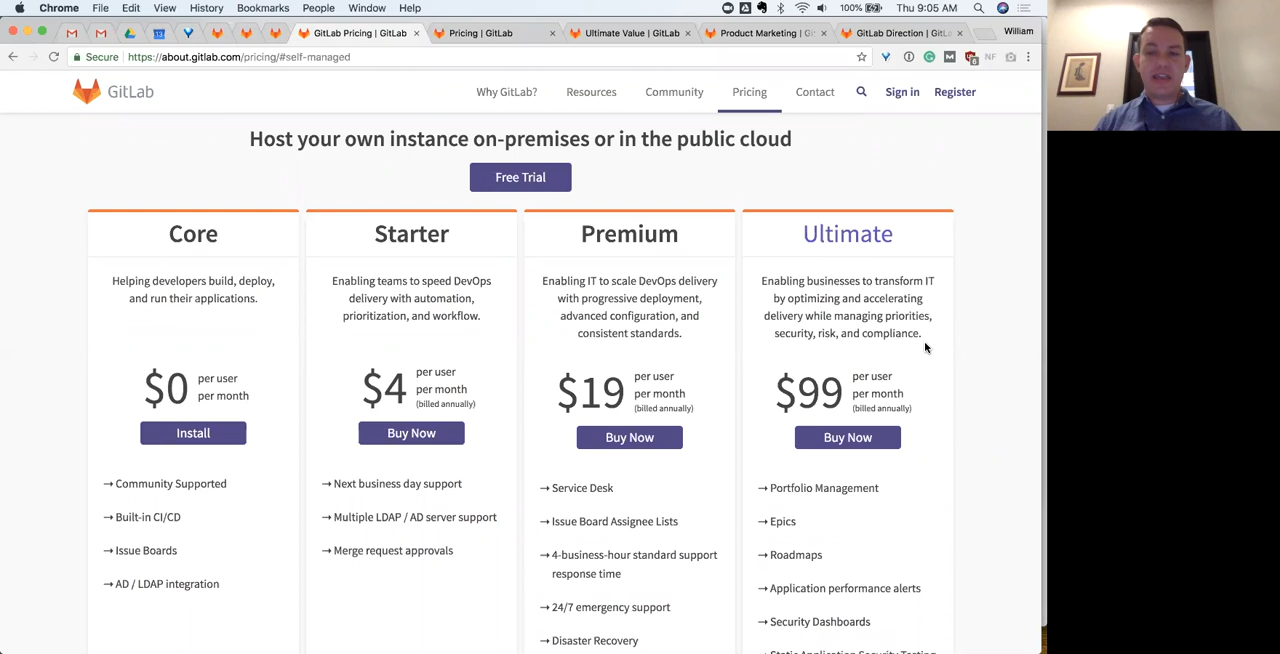 Chrome File Edit View History Bookmarks People Window Help 100% Thu 9:05 AM
GitLab Pricing | GitLab × Pricing | GitLab × Ultimate Value | GitLab × Product Marketing | G × GitLab Direction | GitL × William
Secure https://about.gitlab.com/pricing/#self-managed
GitLab Why GitLab? Resources Community Pricing Contact Sign in Register
Host your own instance on-premises or in the public cloud
Free Trial
Core
Helping developers build, deploy,
and run their applications.
$0 per user
per month
Install
→ Community Supported
→ Built-in CI/CD
→ Issue Boards
→ AD / LDAP integration
Starter
Enabling teams to speed DevOps
delivery with automation,
prioritization, and workflow.
$4 per user
per month
(billed annually)
Buy Now
→ Next business day support
→ Multiple LDAP / AD server support
→ Merge request approvals
Premium
Enabling IT to scale DevOps delivery
with progressive deployment,
advanced configuration, and
consistent standards.
$19 per user
per month
(billed annually)
Buy Now
→ Service Desk
→ Issue Board Assignee Lists
→ 4-business-hour standard support
response time
→ 24/7 emergency support
→ Disaster Recovery
Ultimate
Enabling businesses to transform IT
by optimizing and accelerating
delivery while managing priorities,
security, risk, and compliance.
$99 per user
per month
(billed annually)
Buy Now
→ Portfolio Management
→ Epics
→ Roadmaps
→ Application performance alerts
→ Security Dashboards